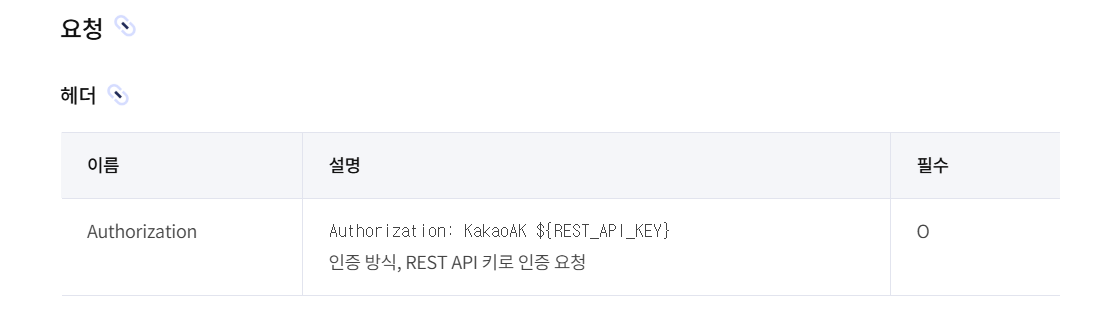 요청
헤더
이름 설명 필수
Authorization Authorization: KakaoAK ${REST_API_KEY} O
인증 방식, REST API 키로 인증 요청